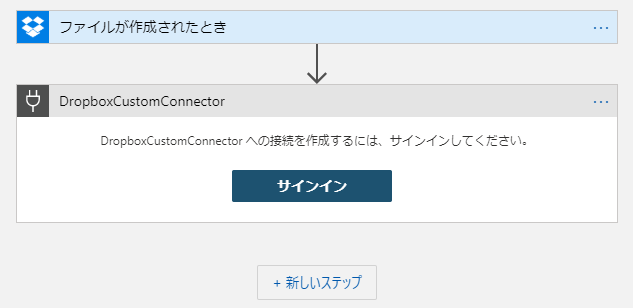 ファイルが作成されたとき
DropboxCustomConnector
DropboxCustomConnector への接続を作成するには、サインインしてください。
サインイン
+ 新しいステップ